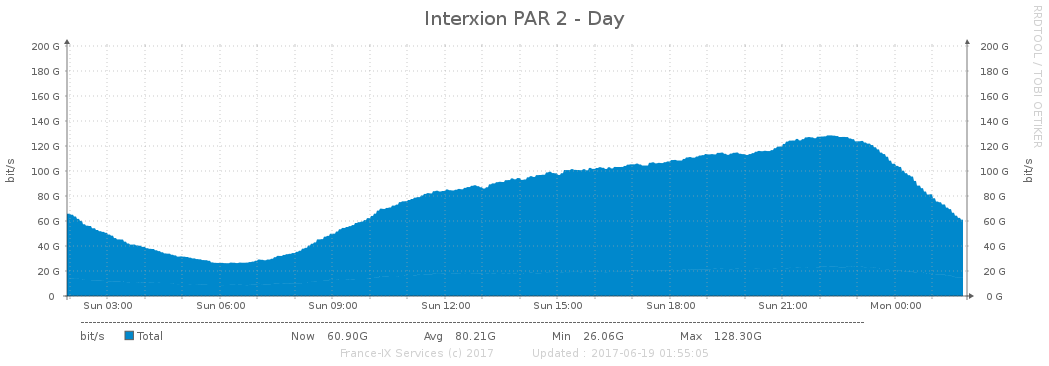 Interxion PAR 2 - Day
RRDTOOL / TOBI OETIKER
bit/s
bit/s
200 G 200 G
180 G 180 G
160 G 160 G
140 G 140 G
120 G 120 G
100 G 100 G
80 G 80 G
60 G 60 G
40 G 40 G
20 G 20 G
0 0 G
Sun 03:00 Sun 06:00 Sun 09:00 Sun 12:00 Sun 15:00 Sun 18:00 Sun 21:00 Mon 00:00
bit/s Total Now 60.90G Avg 80.21G Min 26.06G Max 128.30G
France-IX Services (c) 2017 Updated : 2017-06-19 01:55:05